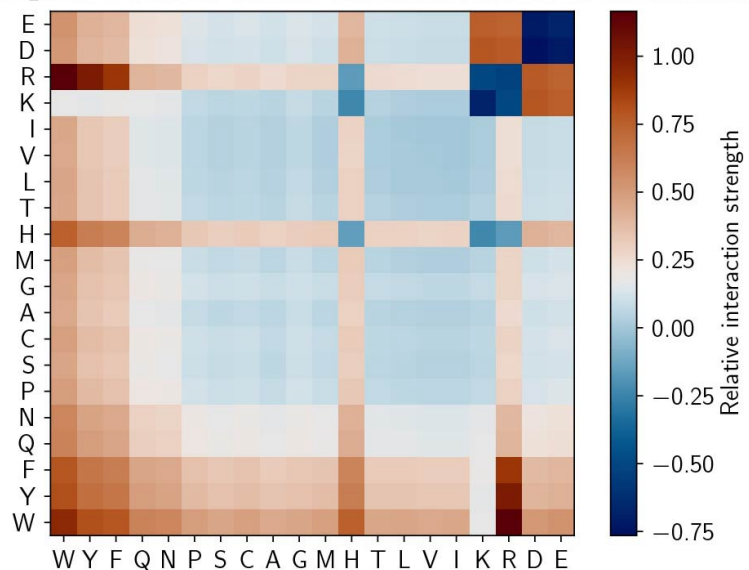 E
D
R
K
I
V
L
T
H
M
G
A
C
S
P
N
Q
F
Y
W
W Y F Q N P S C A G M H T L V I K R D E
1.00
0.75
0.50
0.25
0.00
−0.25
−0.50
−0.75
Relative interaction strength